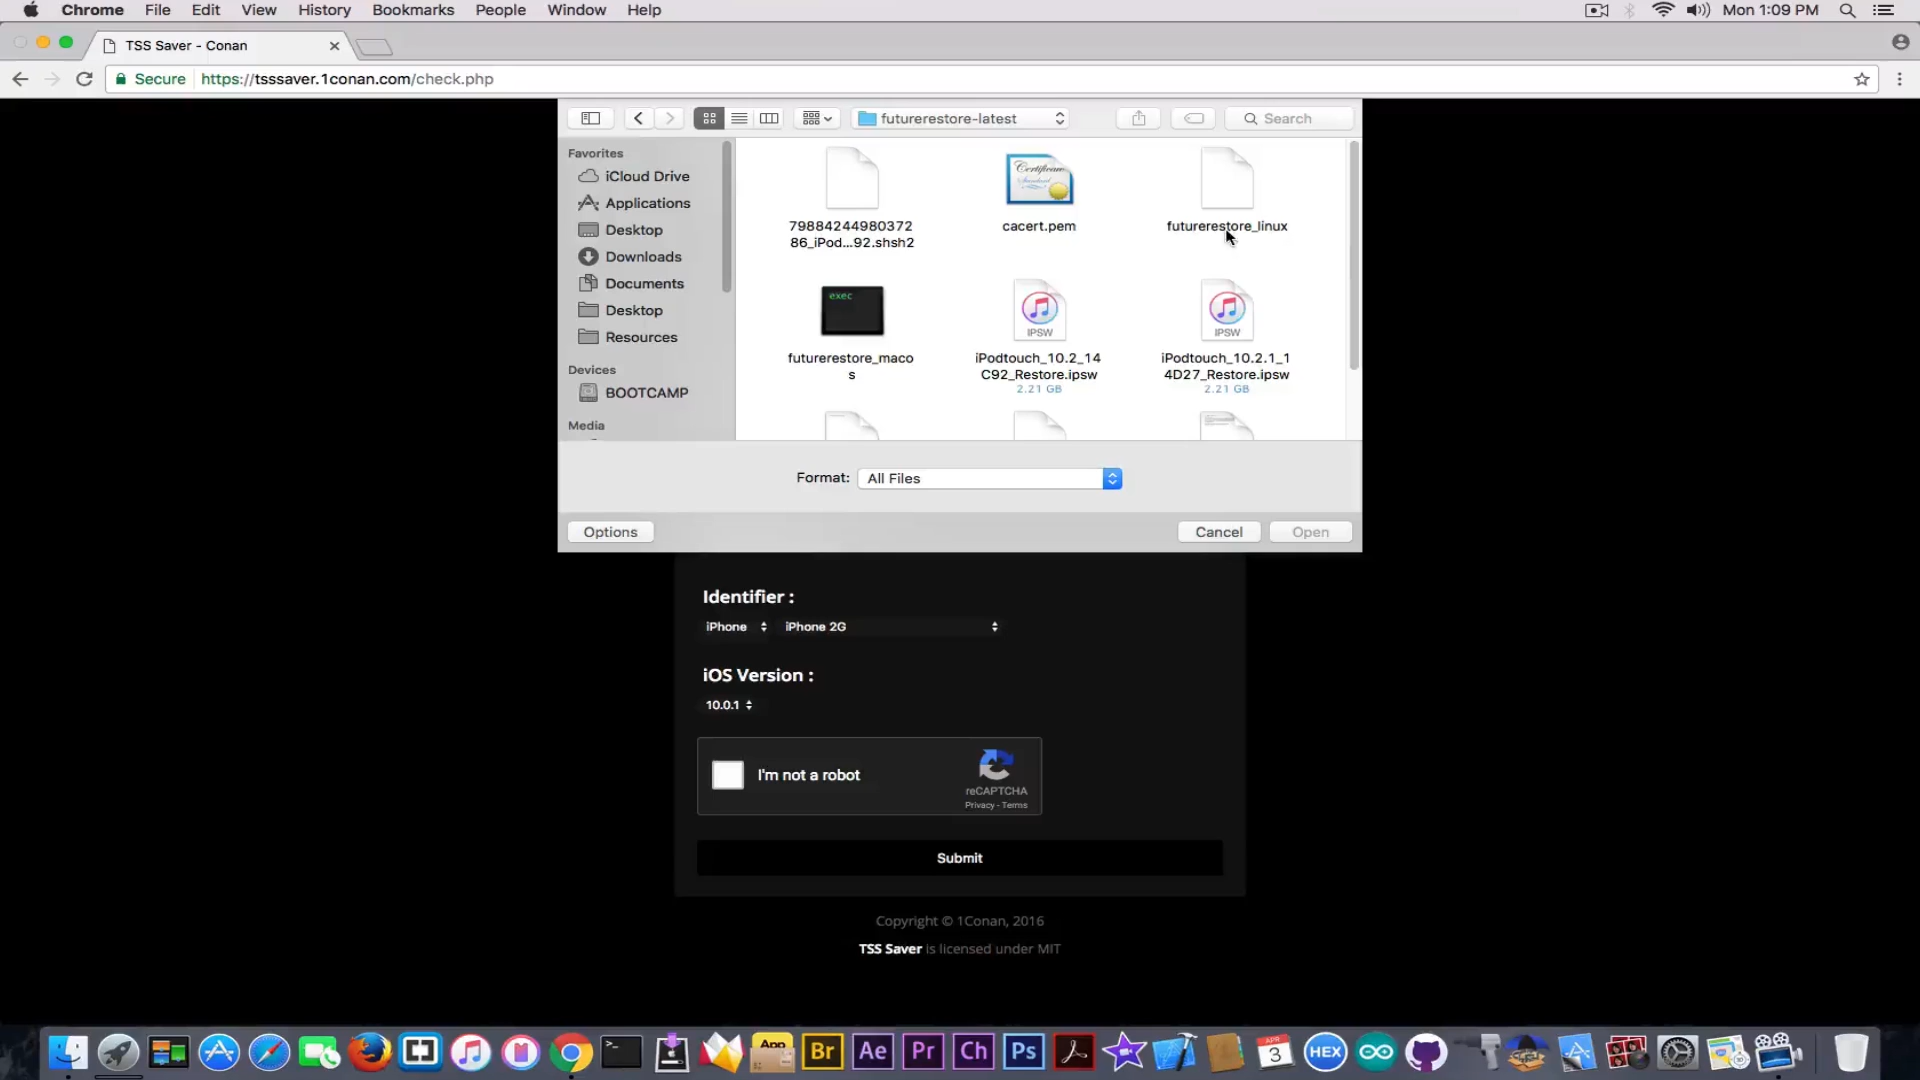 Chrome File Edit View History Bookmarks People Window Help Mon 1:09 PM
TSS Saver - Conan
Secure https://tsssaver.1conan.com/check.php
futurerestore-latest Search
Favorites
iCloud Drive
Applications
Desktop
Downloads
Documents
Desktop
Resources
Devices
BOOTCAMP
Media
79884244980372
86_iPod...92.shsh2
cacert.pem
futurerestore_linux
exec
futurerestore_maco
s
IPSW
iPodtouch_10.2_14
C92_Restore.ipsw
2.21 GB
IPSW
iPodtouch_10.2.1_1
4D27_Restore.ipsw
2.21 GB
Format: All Files
Options Cancel Open
Identifier :
iPhone iPhone 2G
iOS Version :
10.0.1
I'm not a robot
reCAPTCHA
Privacy - Terms
Submit
Copyright © 1Conan, 2016
TSS Saver is licensed under MIT
App Br Ae Pr Ch Ps APR 3 HEX